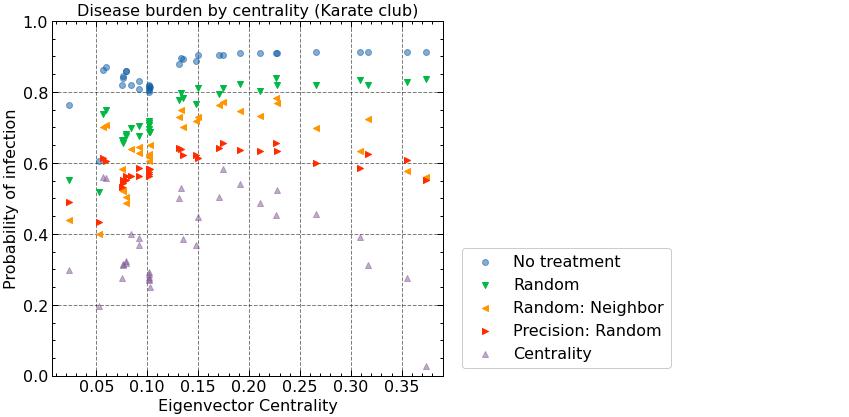 Disease burden by centrality (Karate club)
1.0
0.8
0.6
0.4
0.2
0.0
Probability of infection
0.05 0.10 0.15 0.20 0.25 0.30 0.35
Eigenvector Centrality
No treatment
Random
Random: Neighbor
Precision: Random
Centrality